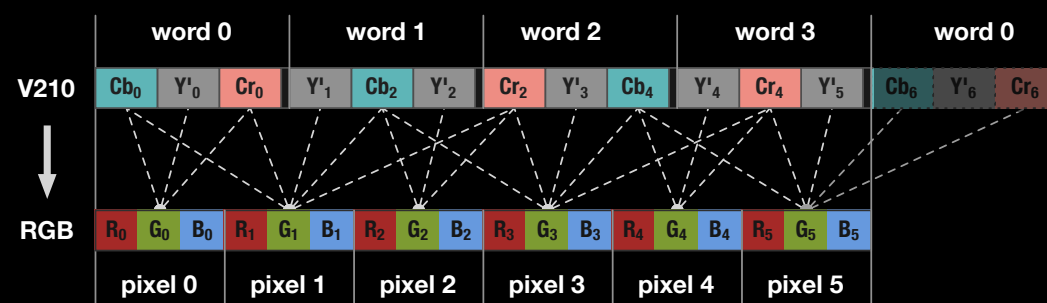 word 0 word 1 word 2 word 3 word 0
V210 Cb₀ Y'₀ Cr₀ Y'₁ Cb₂ Y'₂ Cr₂ Y'₃ Cb₄ Y'₄ Cr₄ Y'₅ Cb₆ Y'₆ Cr₆
RGB R₀ G₀ B₀ R₁ G₁ B₁ R₂ G₂ B₂ R₃ G₃ B₃ R₄ G₄ B₄ R₅ G₅ B₅
pixel 0 pixel 1 pixel 2 pixel 3 pixel 4 pixel 5